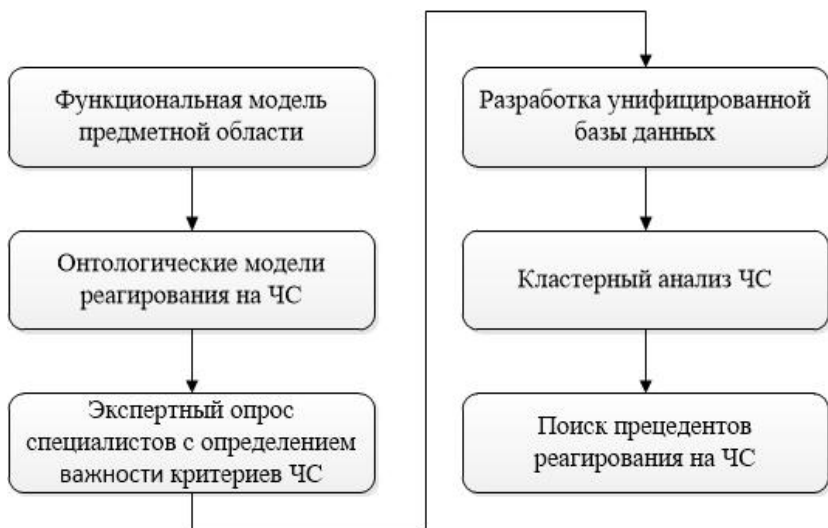 Функциональная модель
предметной области
Онтологические модели
реагирования на ЧС
Экспертный опрос
специалистов с определением
важности критериев ЧС
Разработка унифицированной
базы данных
Кластерный анализ ЧС
Поиск прецедентов
реагирования на ЧС